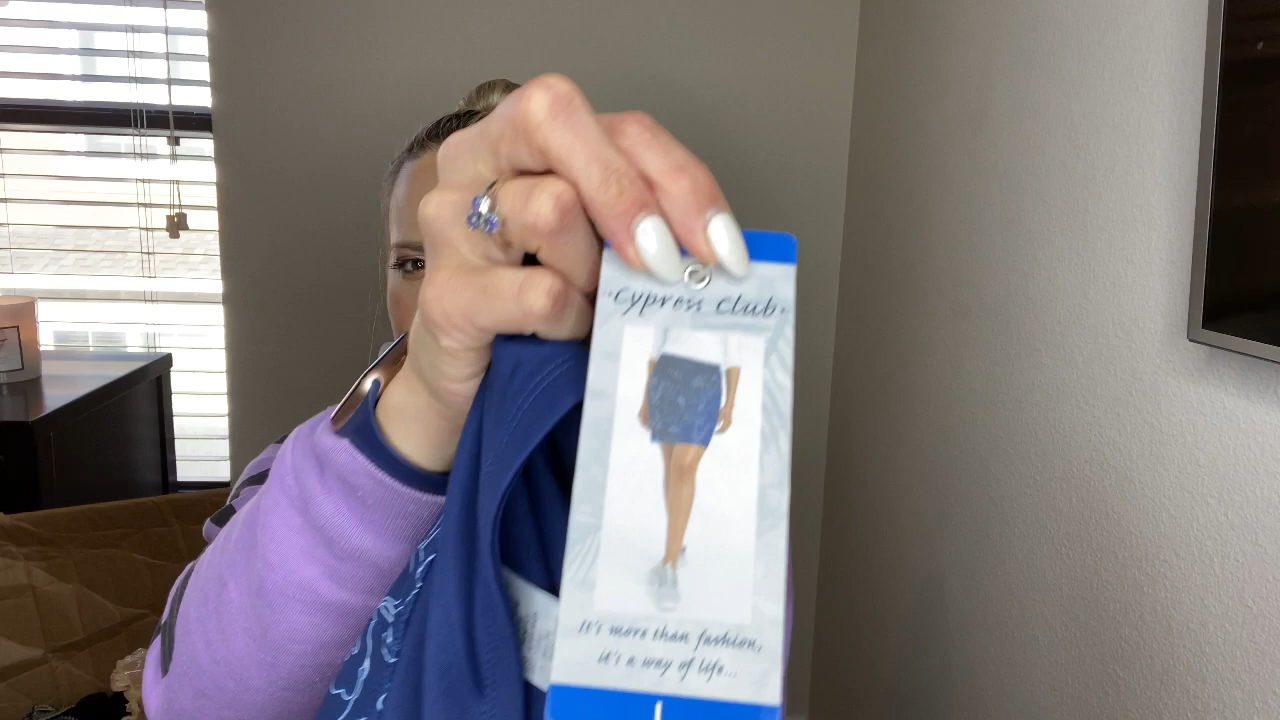 ·Cypress Club·
It's more than fashion,
it's a way of life...